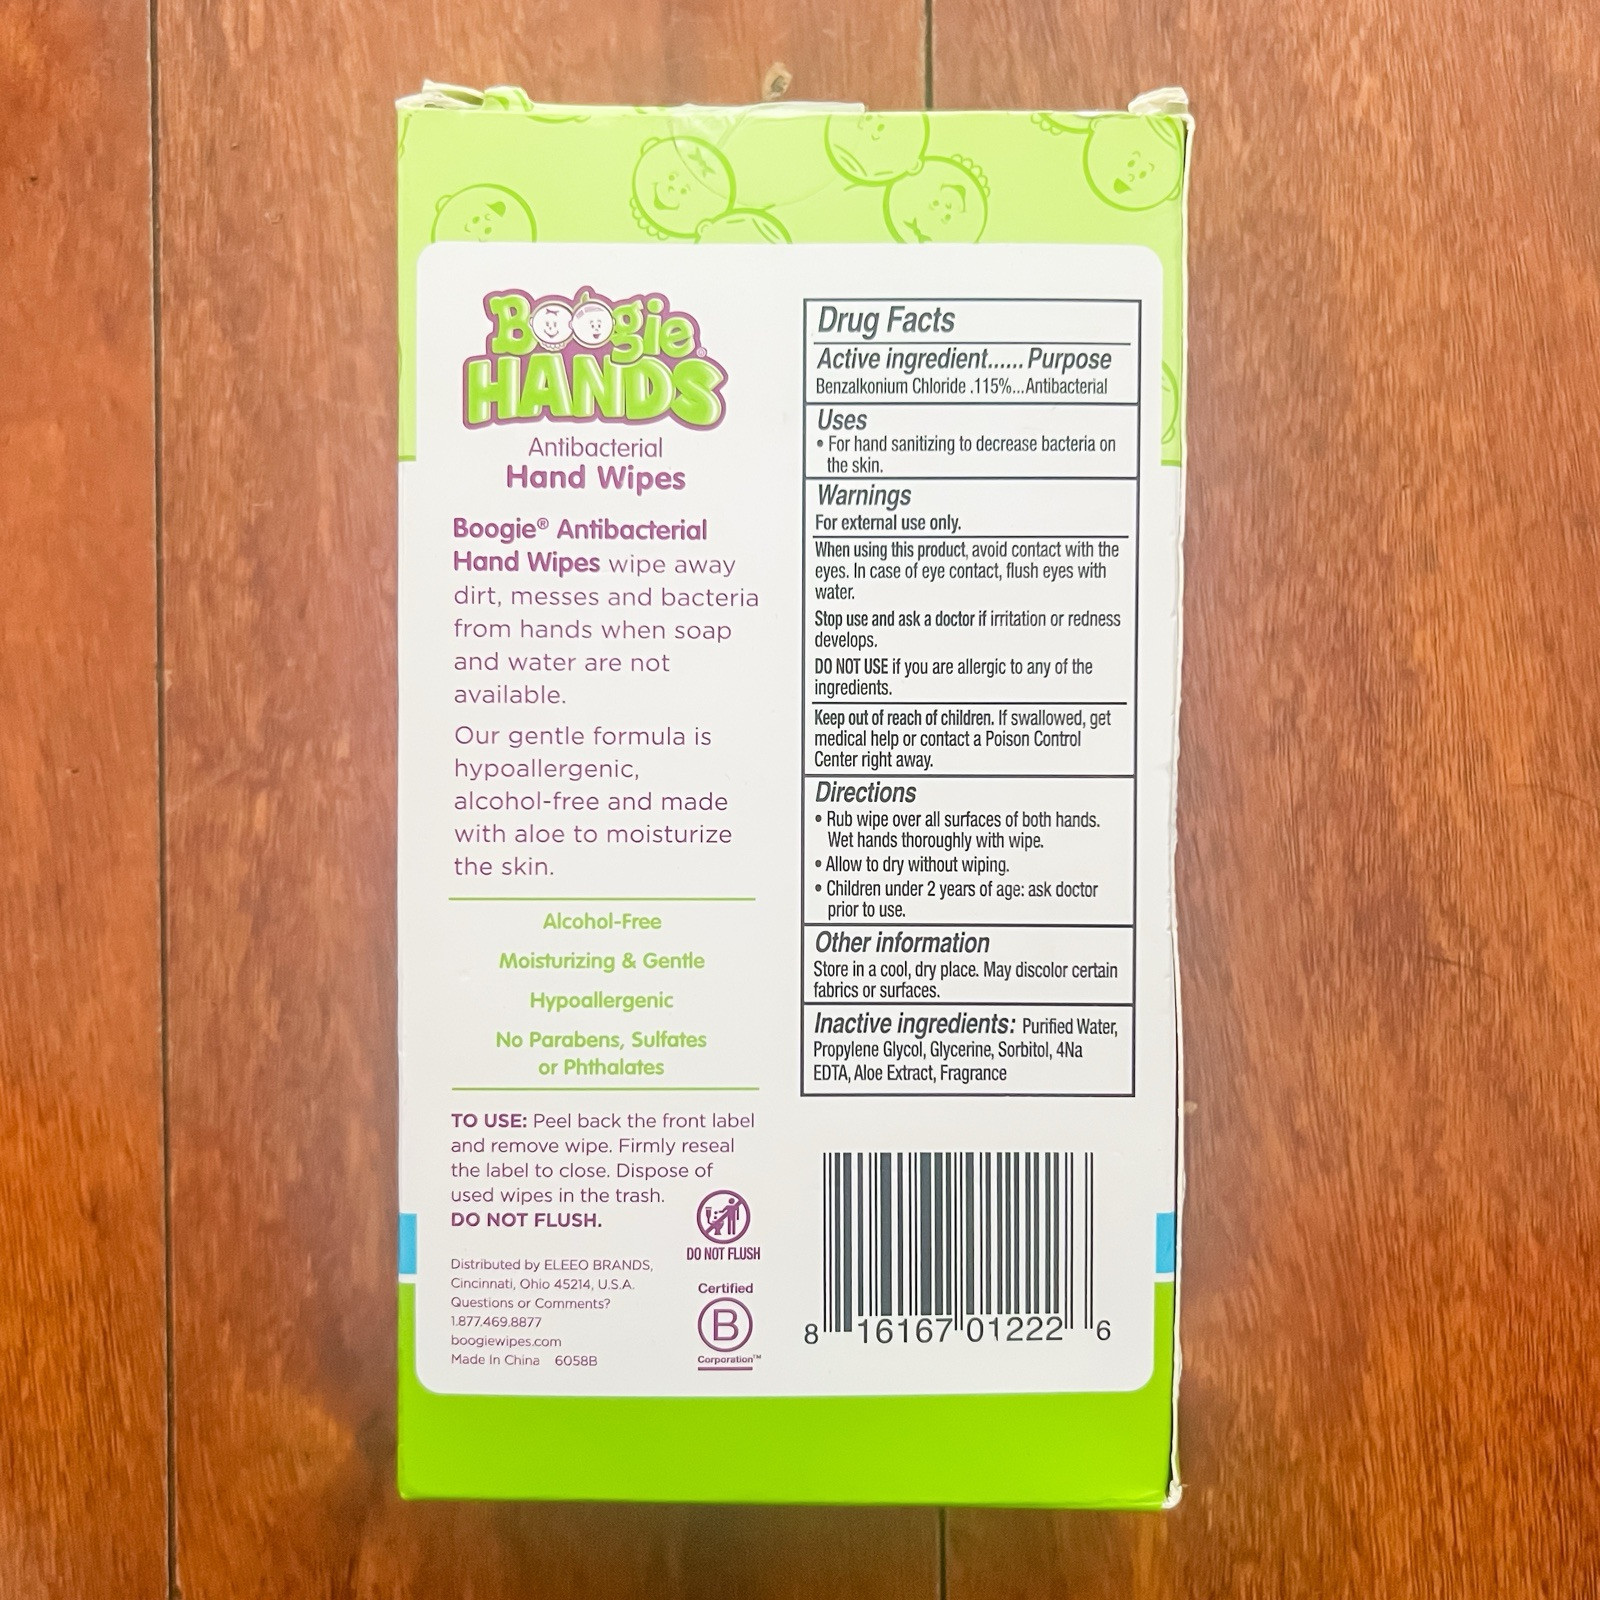 Boogie®
HANDS
Antibacterial
Hand Wipes
Boogie® Antibacterial
Hand Wipes wipe away
dirt, messes and bacteria
from hands when soap
and water are not
available.
Our gentle formula is
hypoallergenic,
alcohol-free and made
with aloe to moisturize
the skin.
Alcohol-Free
Moisturizing & Gentle
Hypoallergenic
No Parabens, Sulfates
or Phthalates
TO USE: Peel back the front label
and remove wipe. Firmly reseal
the label to close. Dispose of
used wipes in the trash.
DO NOT FLUSH.
DO NOT FLUSH
Distributed by ELEEO BRANDS,
Cincinnati, Ohio 45214, U.S.A.
Questions or Comments?
1.877.469.8877
boogiewipes.com
Made In China 6058B
Certified
B
Corporation™
Drug Facts
Active ingredient...... Purpose
Benzalkonium Chloride .115%...Antibacterial
Uses
• For hand sanitizing to decrease bacteria on
the skin.
Warnings
For external use only.
When using this product, avoid contact with the
eyes. In case of eye contact, flush eyes with
water.
Stop use and ask a doctor if irritation or redness
develops.
DO NOT USE if you are allergic to any of the
ingredients.
Keep out of reach of children. If swallowed, get
medical help or contact a Poison Control
Center right away.
Directions
• Rub wipe over all surfaces of both hands.
Wet hands thoroughly with wipe.
• Allow to dry without wiping.
• Children under 2 years of age: ask doctor
prior to use.
Other information
Store in a cool, dry place. May discolor certain
fabrics or surfaces.
Inactive ingredients: Purified Water,
Propylene Glycol, Glycerine, Sorbitol, 4Na
EDTA, Aloe Extract, Fragrance
8 16167 01222 6